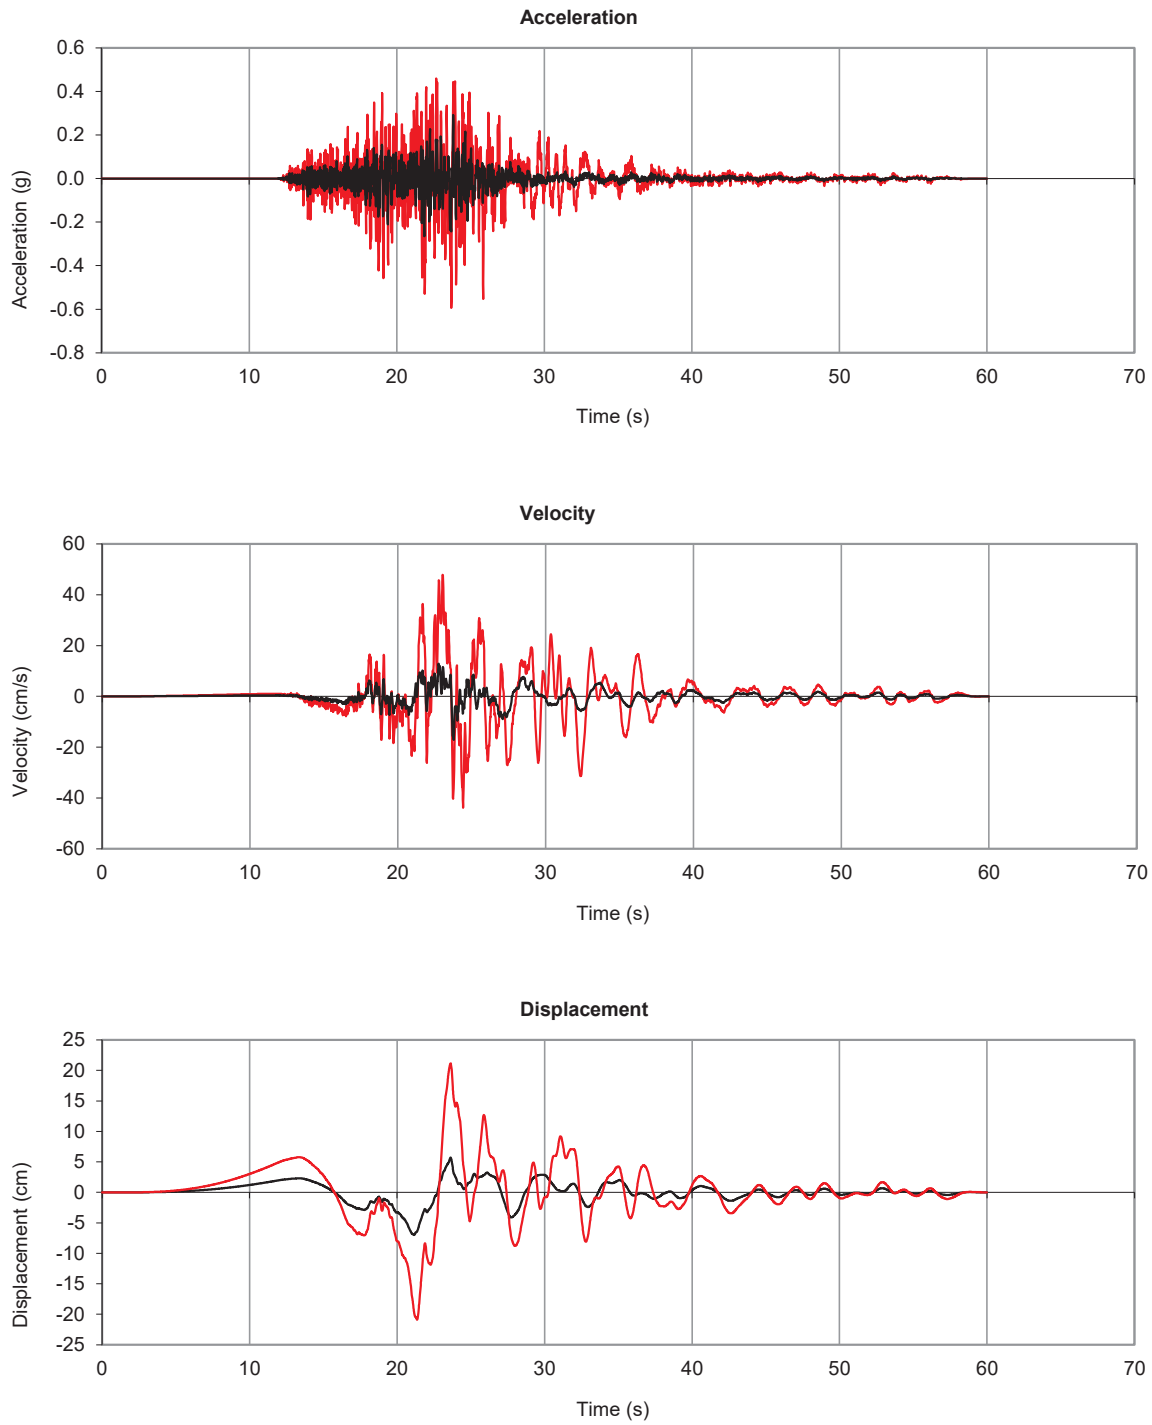 Acceleration
0.6
0.4
0.2
0.0
-0.2
-0.4
-0.6
-0.8
Acceleration (g)
0 10 20 30 40 50 60 70
Time (s)
Velocity
60
40
20
0
-20
-40
-60
Velocity (cm/s)
0 10 20 30 40 50 60 70
Time (s)
Displacement
25
20
15
10
5
0
-5
-10
-15
-20
-25
Displacement (cm)
0 10 20 30 40 50 60 70
Time (s)